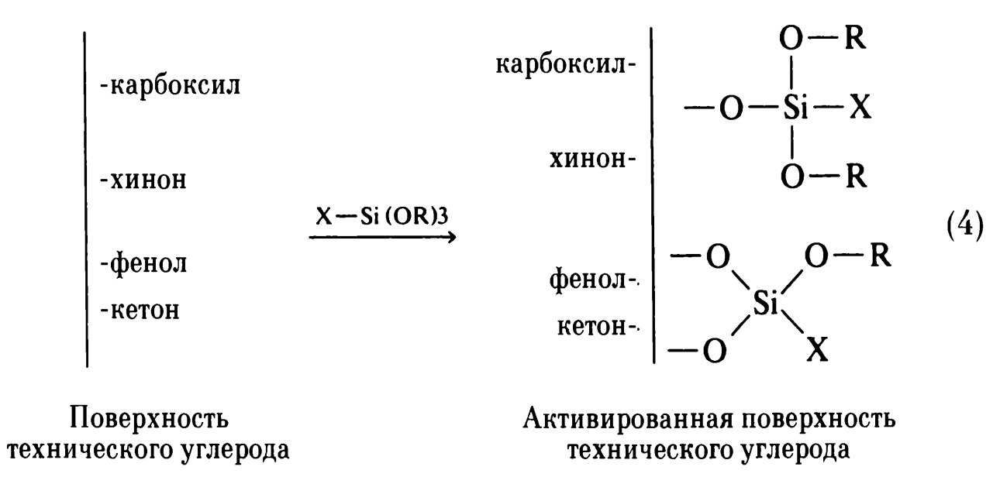 -карбоксил
-хинон
-фенол
-кетон
X—Si(OR)3
карбоксил-
хинон-
фенол-
кетон-
O—R
—O—Si—X
O—R
—O O—R
Si
—O X
(4)
Поверхность
технического углерода
Активированная поверхность
технического углерода